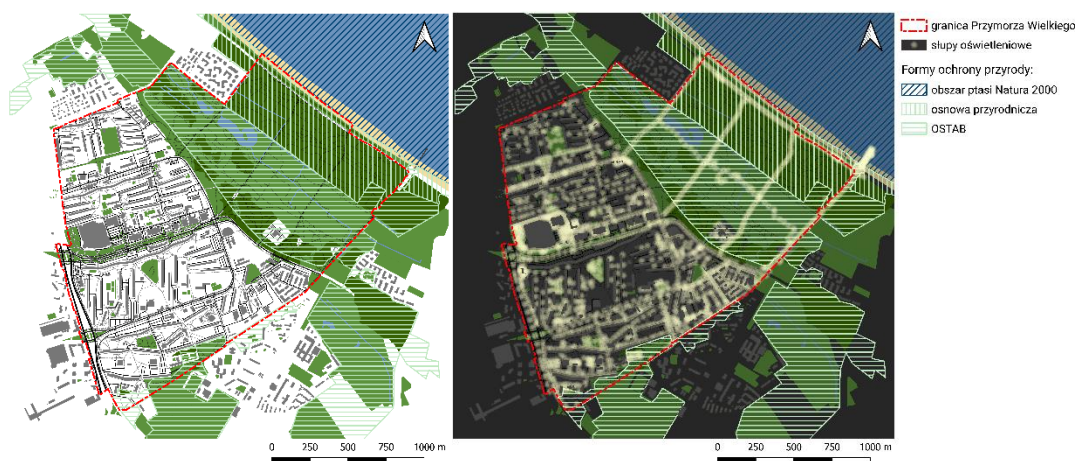 granica Przymorza Wielkiego
słupy oświetleniowe
Formy ochrony przyrody:
obszar ptasi Natura 2000
osnowa przyrodnicza
OSTAB
0 250 500 750 1000 m
0 250 500 750 1000 m